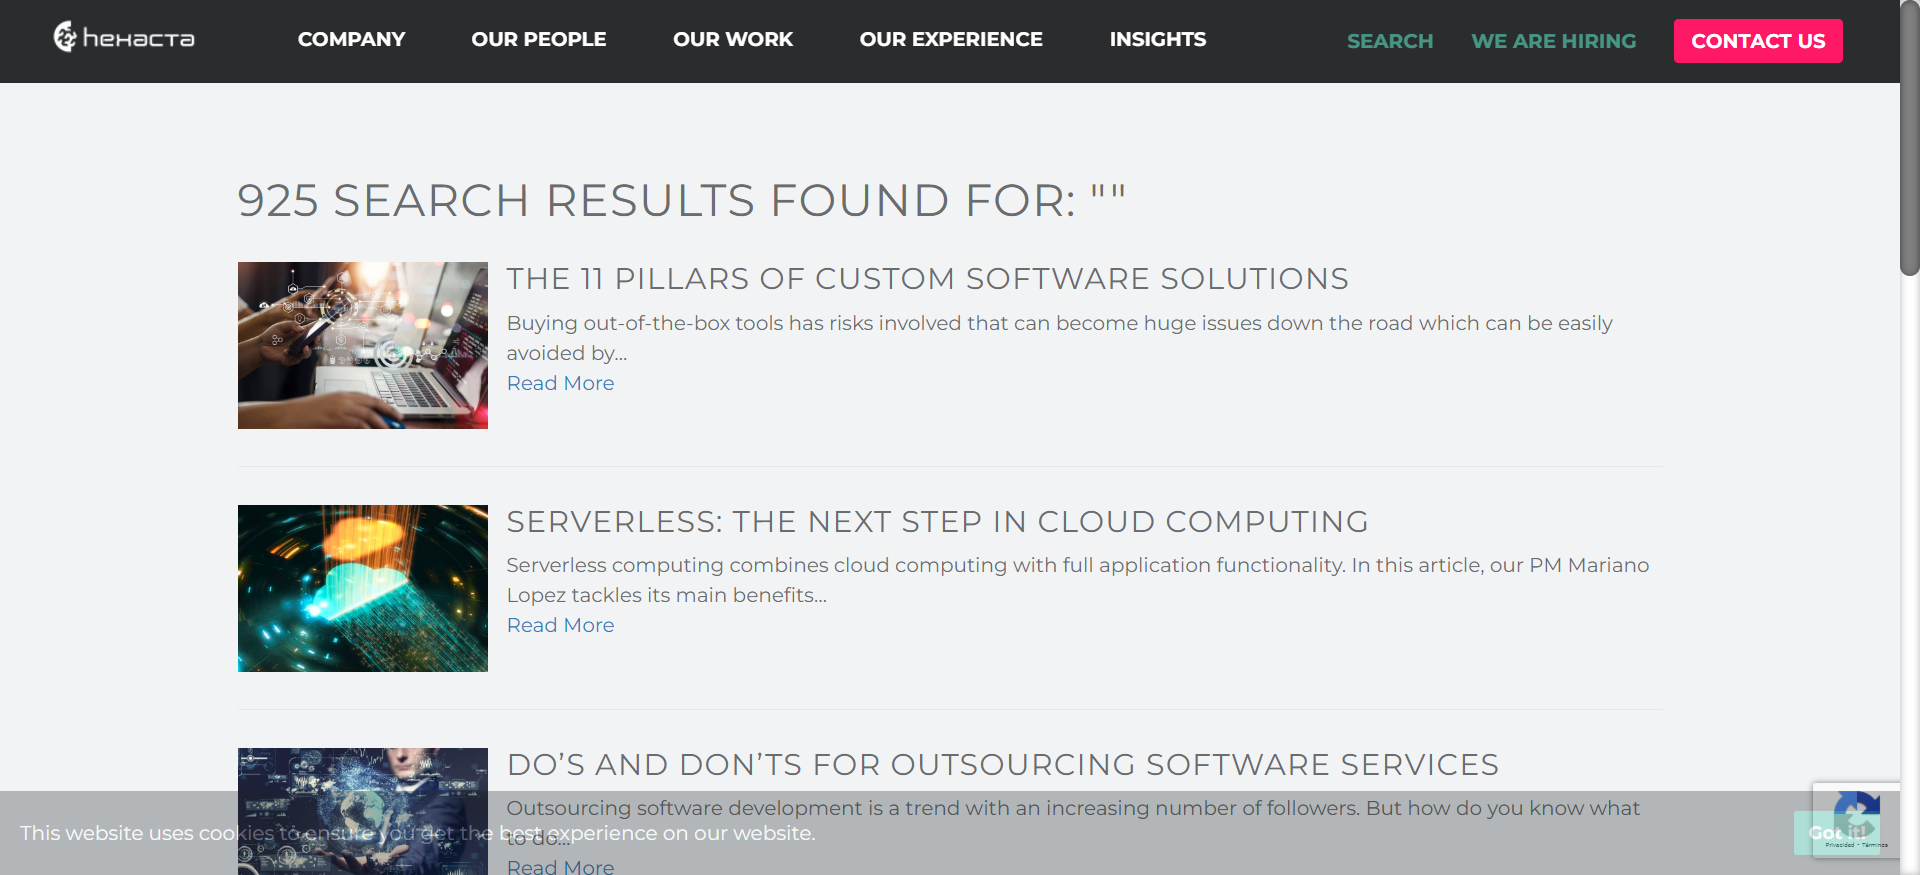 hexacta
COMPANY
OUR PEOPLE
OUR WORK
OUR EXPERIENCE
INSIGHTS
SEARCH
WE ARE HIRING
CONTACT US
925 SEARCH RESULTS FOUND FOR: ""
THE 11 PILLARS OF CUSTOM SOFTWARE SOLUTIONS
Buying out-of-the-box tools has risks involved that can become huge issues down the road which can be easily
avoided by...
Read More
SERVERLESS: THE NEXT STEP IN CLOUD COMPUTING
Serverless computing combines cloud computing with full application functionality. In this article, our PM Mariano
Lopez tackles its main benefits...
Read More
DO’S AND DON’TS FOR OUTSOURCING SOFTWARE SERVICES
Outsourcing software development is a trend with an increasing number of followers. But how do you know what
to do...
Read More
This website uses cookies to ensure you get the best experience on our website.
Got it!
Privacidad • Términos